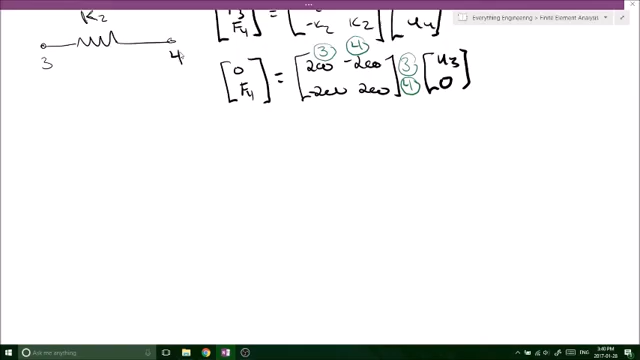 K2
3 4
F3
F4 = -K2 K2 u4
3 4
0 = 200 -200 3 u3
F4 -200 200 4 0
Everything Engineering > Finite Element Analysis
Ask me anything
3:40 PM
2017-01-28